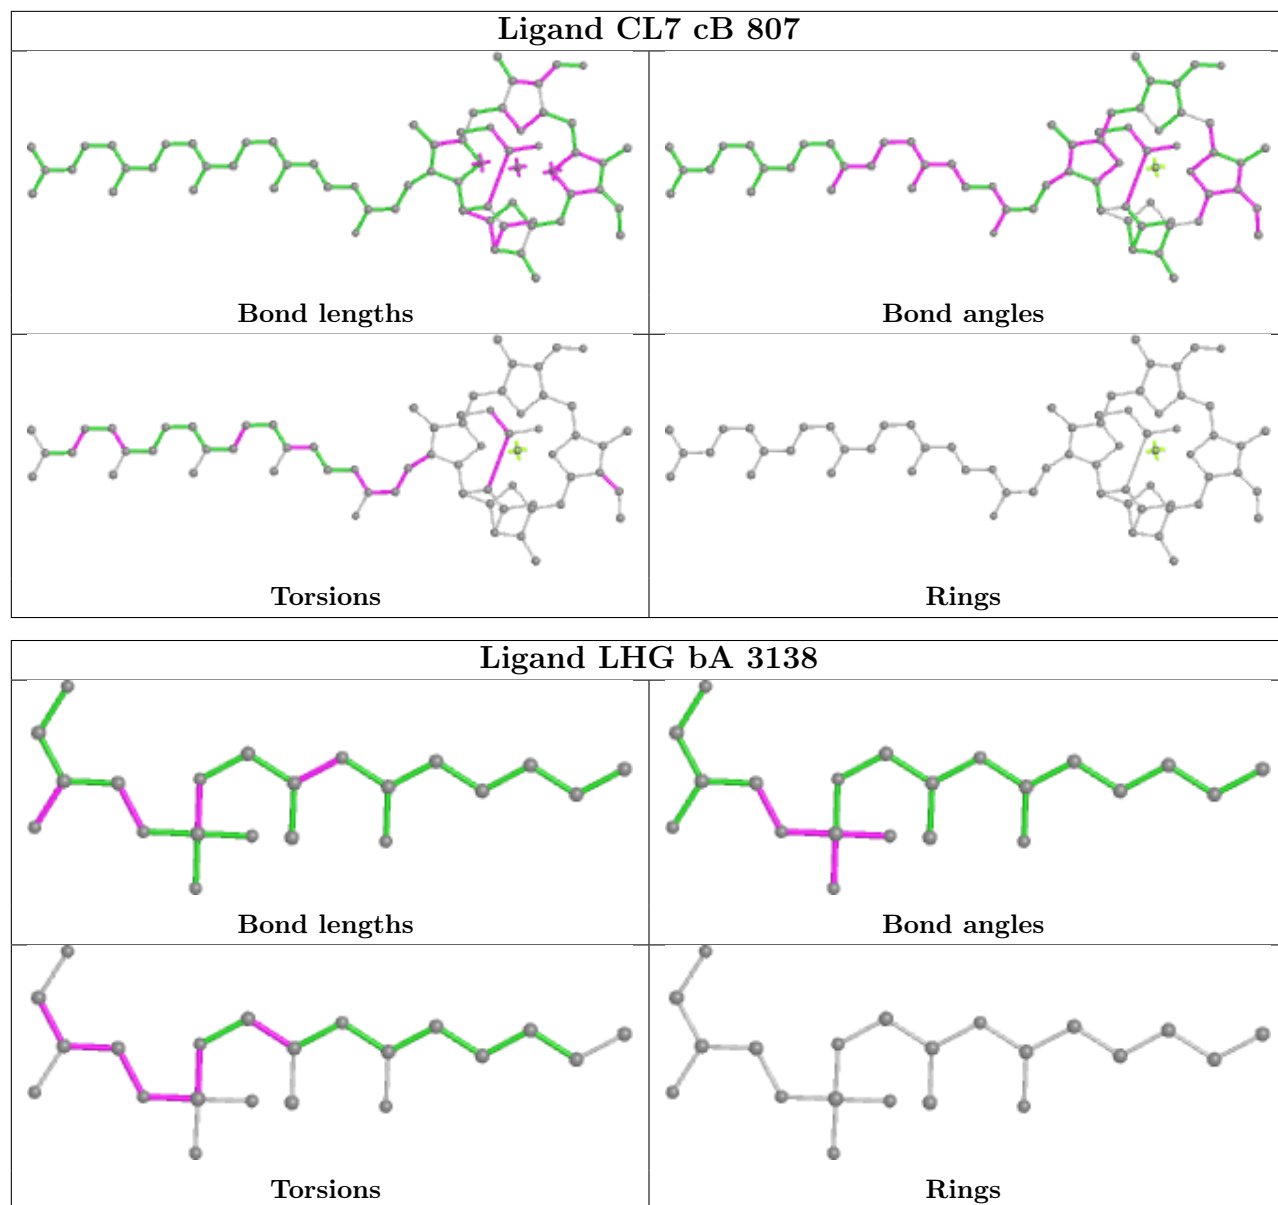 Ligand CL7 cB 807
Bond lengths
Bond angles
Torsions
Rings
Ligand LHG bA 3138
Bond lengths
Bond angles
Torsions
Rings